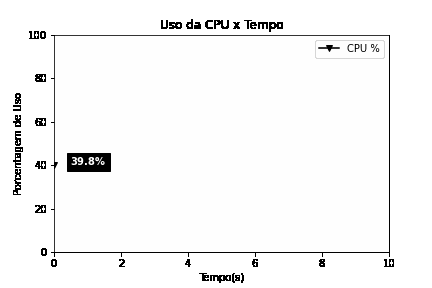 Uso da CPU x Tempo
CPU %
Porcentagem de Uso
100
80
60
40
20
0
39.8%
0 2 4 6 8 10
Tempo(s)